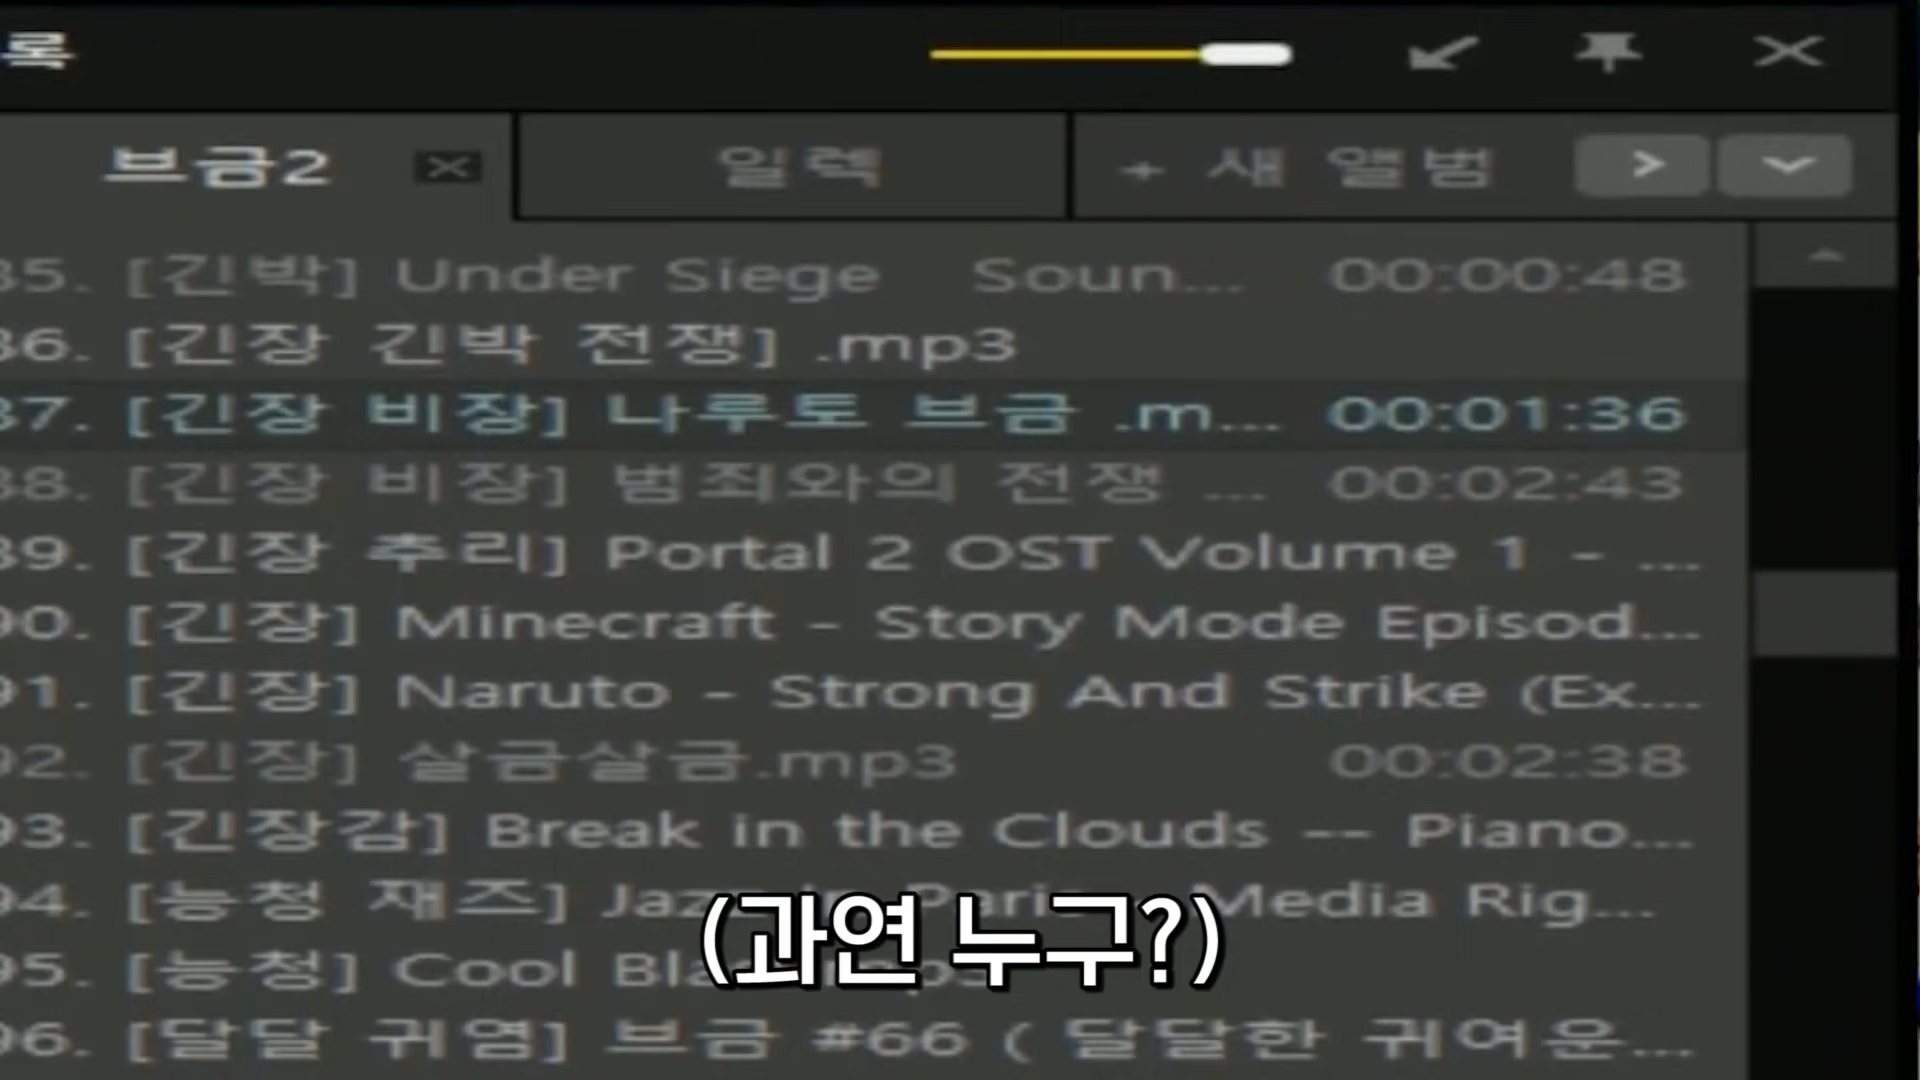 록
브금2 일렉 + 새 앨범
85. [긴박] Under Siege Soun... 00:00:48
86. [긴장 긴박 전쟁] .mp3
87. [긴장 비장] 나루토 브금 .m... 00:01:36
88. [긴장 비장] 범죄와의 전쟁 ... 00:02:43
89. [긴장 추리] Portal 2 OST Volume 1 - ...
90. [긴장] Minecraft - Story Mode Episod...
91. [긴장] Naruto - Strong And Strike (Ex...
92. [긴장] 살금살금.mp3 00:02:38
93. [긴장감] Break in the Clouds -- Piano...
94. [능청 재즈] Media Rig...
95. [능청] Cool
(과연 누구?)
96. [달달 귀염] 브금 #66 ( 달달한 귀여운...